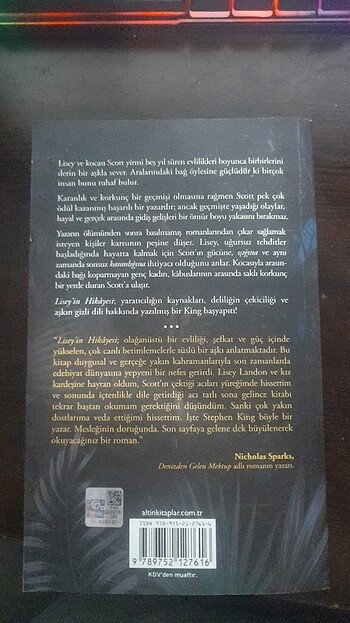 Lisey ve kocası Scott yirmi beş yıl süren evlilikleri boyunca birbirlerini
derin bir aşkla sever. Aralarındaki bağ öylesine güçlüdür ki birçok
insan bunu tuhaf bulur.
Karanlık ve korkunç bir geçmişi olmasına rağmen Scott pek çok
ödül kazanmış başarılı bir yazardır; ancak geçmişte yaşadığı olaylar,
hayal ve gerçek arasında gidiş gelişleri bir ömür boyu yakasını bırakmaz.
Yazarın ölümünden sonra basılmamış romanlarından çıkar sağlamak
isteyen kişiler karısının peşine düşer. Lisey, uğursuz tehditler
başladığında hayatta kalmak için Scott'ın gücüne, ışığına ve aynı
zamanda sonsuz karanlığına ihtiyacı olduğunu anlar. Kocasıyla arasın-
daki bağı koparmayan genç kadın, kâbuslarının arasında saklı korkunç
bir yerde duran Scott'a ulaşır.
Lisey'in Hikâyesi; yaratıcılığın kaynakları, deliliğin çekiciliği ve
aşkın gizli dili hakkında yazılmış bir King başyapıtı!
• • •
"Lisey'in Hikâyesi; olağanüstü bir evliliği, şefkat ve güç içinde
yükselen, çok canlı betimlemelerle süslü bir aşkı anlatmaktadır. Bu
kitap duygusal ve gerçeğe yakın kahramanlarıyla son zamanlarda
edebiyat dünyasına yepyeni bir nefes getirdi. Lisey Landon ve kız
kardeşine hayran oldum, Scott'ın çektiği acıları yüreğimde hissettim
ve sonunda içtenlikle dile getirdiği acı tatlı sona gelince kitabı
tekrar baştan okumam gerektiğini düşündüm. Sanki çok yakın
dostlarıma veda ettiğimi hissettim. İşte Stephen King böyle bir
yazar. Mesleğinin doruğunda. Son sayfaya gelene dek büyülenerek
okuyacağınız bir roman."
Nicholas Sparks,
Denizden Gelen Mektup adlı romanın yazarı.
altinkitaplar.com.tr
ISBN 978-975-21-2761-6
9 789752 127616
KDV'den muaftır.